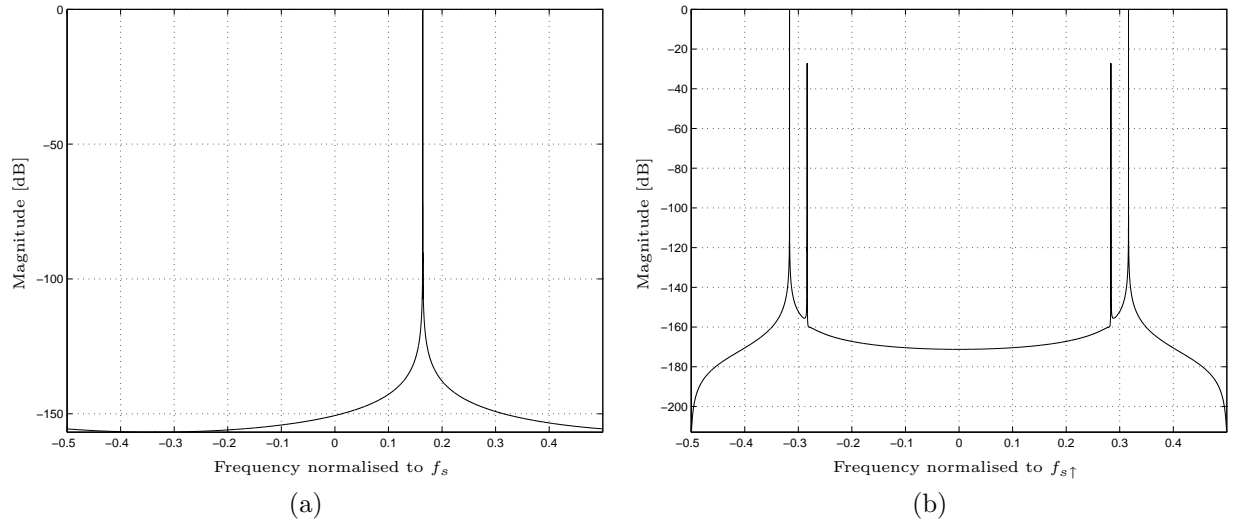 0
−50
−100
−150
Magnitude [dB]
−0.5 −0.4 −0.3 −0.2 −0.1 0 0.1 0.2 0.3 0.4
Frequency normalised to fs
(a)
0
−20
−40
−60
−80
−100
−120
−140
−160
−180
−200
Magnitude [dB]
−0.5 −0.4 −0.3 −0.2 −0.1 0 0.1 0.2 0.3 0.4
Frequency normalised to fs↑
(b)